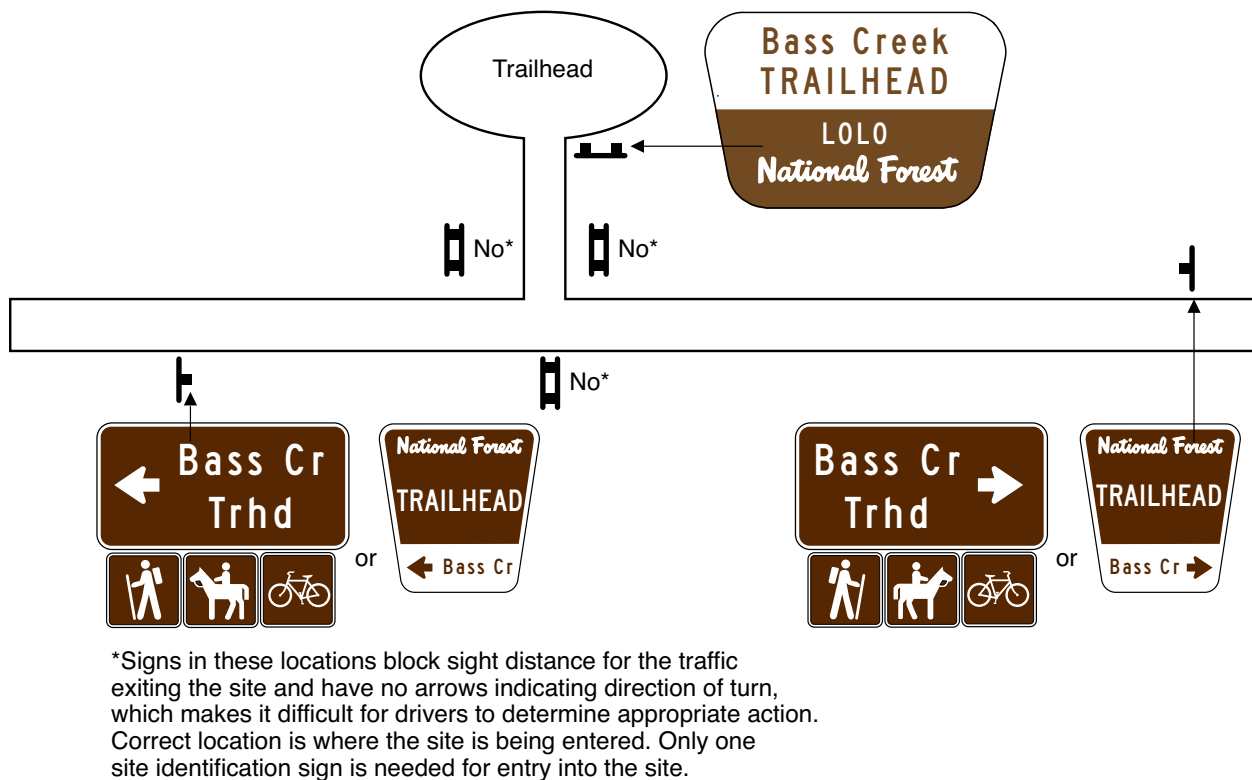 Trailhead
Bass Creek
TRAILHEAD
LOLO
National Forest
No*
No*
No*
Bass Cr
Trhd
or
National Forest
TRAILHEAD
Bass Cr
Bass Cr
Trhd
or
National Forest
TRAILHEAD
Bass Cr
*Signs in these locations block sight distance for the traffic
exiting the site and have no arrows indicating direction of turn,
which makes it difficult for drivers to determine appropriate action.
Correct location is where the site is being entered. Only one
site identification sign is needed for entry into the site.